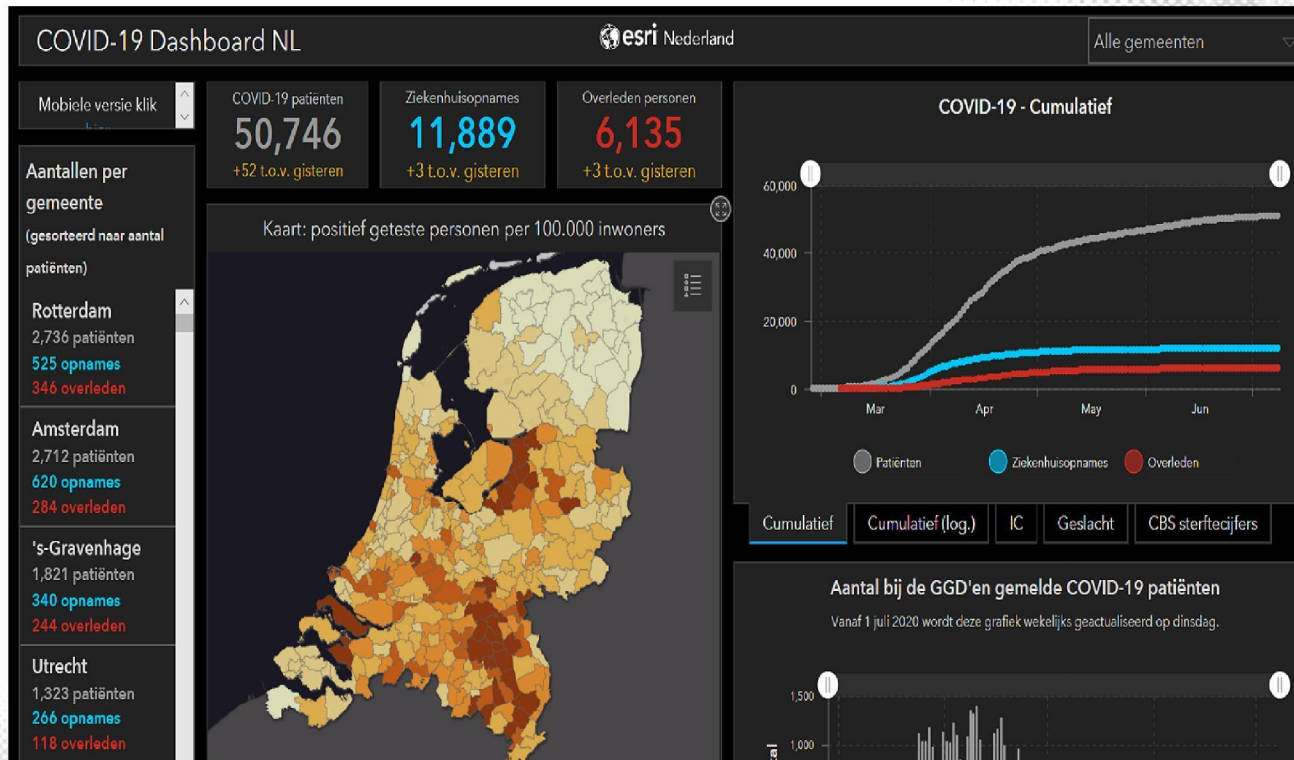 COVID-19 Dashboard NL
esri Nederland
Alle gemeenten
Mobiele versie klik
hier
Aantallen per
gemeente
(gesorteerd naar aantal
patiënten)
Rotterdam
2,736 patiënten
525 opnames
346 overleden
Amsterdam
2,712 patiënten
620 opnames
284 overleden
's-Gravenhage
1,821 patiënten
340 opnames
244 overleden
Utrecht
1,323 patiënten
266 opnames
118 overleden
COVID-19 patiënten
50,746
+52 t.o.v. gisteren
Ziekenhuisopnames
11,889
+3 t.o.v. gisteren
Overleden personen
6,135
+3 t.o.v. gisteren
Kaart: positief geteste personen per 100.000 inwoners
COVID-19 - Cumulatief
60,000
40,000
20,000
0
Mar
Apr
May
Jun
Patiënten
Ziekenhuisopnames
Overleden
Cumulatief
Cumulatief (log.)
IC
Geslacht
CBS sterftecijfers
Aantal bij de GGD'en gemelde COVID-19 patiënten
Vanaf 1 juli 2020 wordt deze grafiek wekelijks geactualiseerd op dinsdag.
1,500
1,000